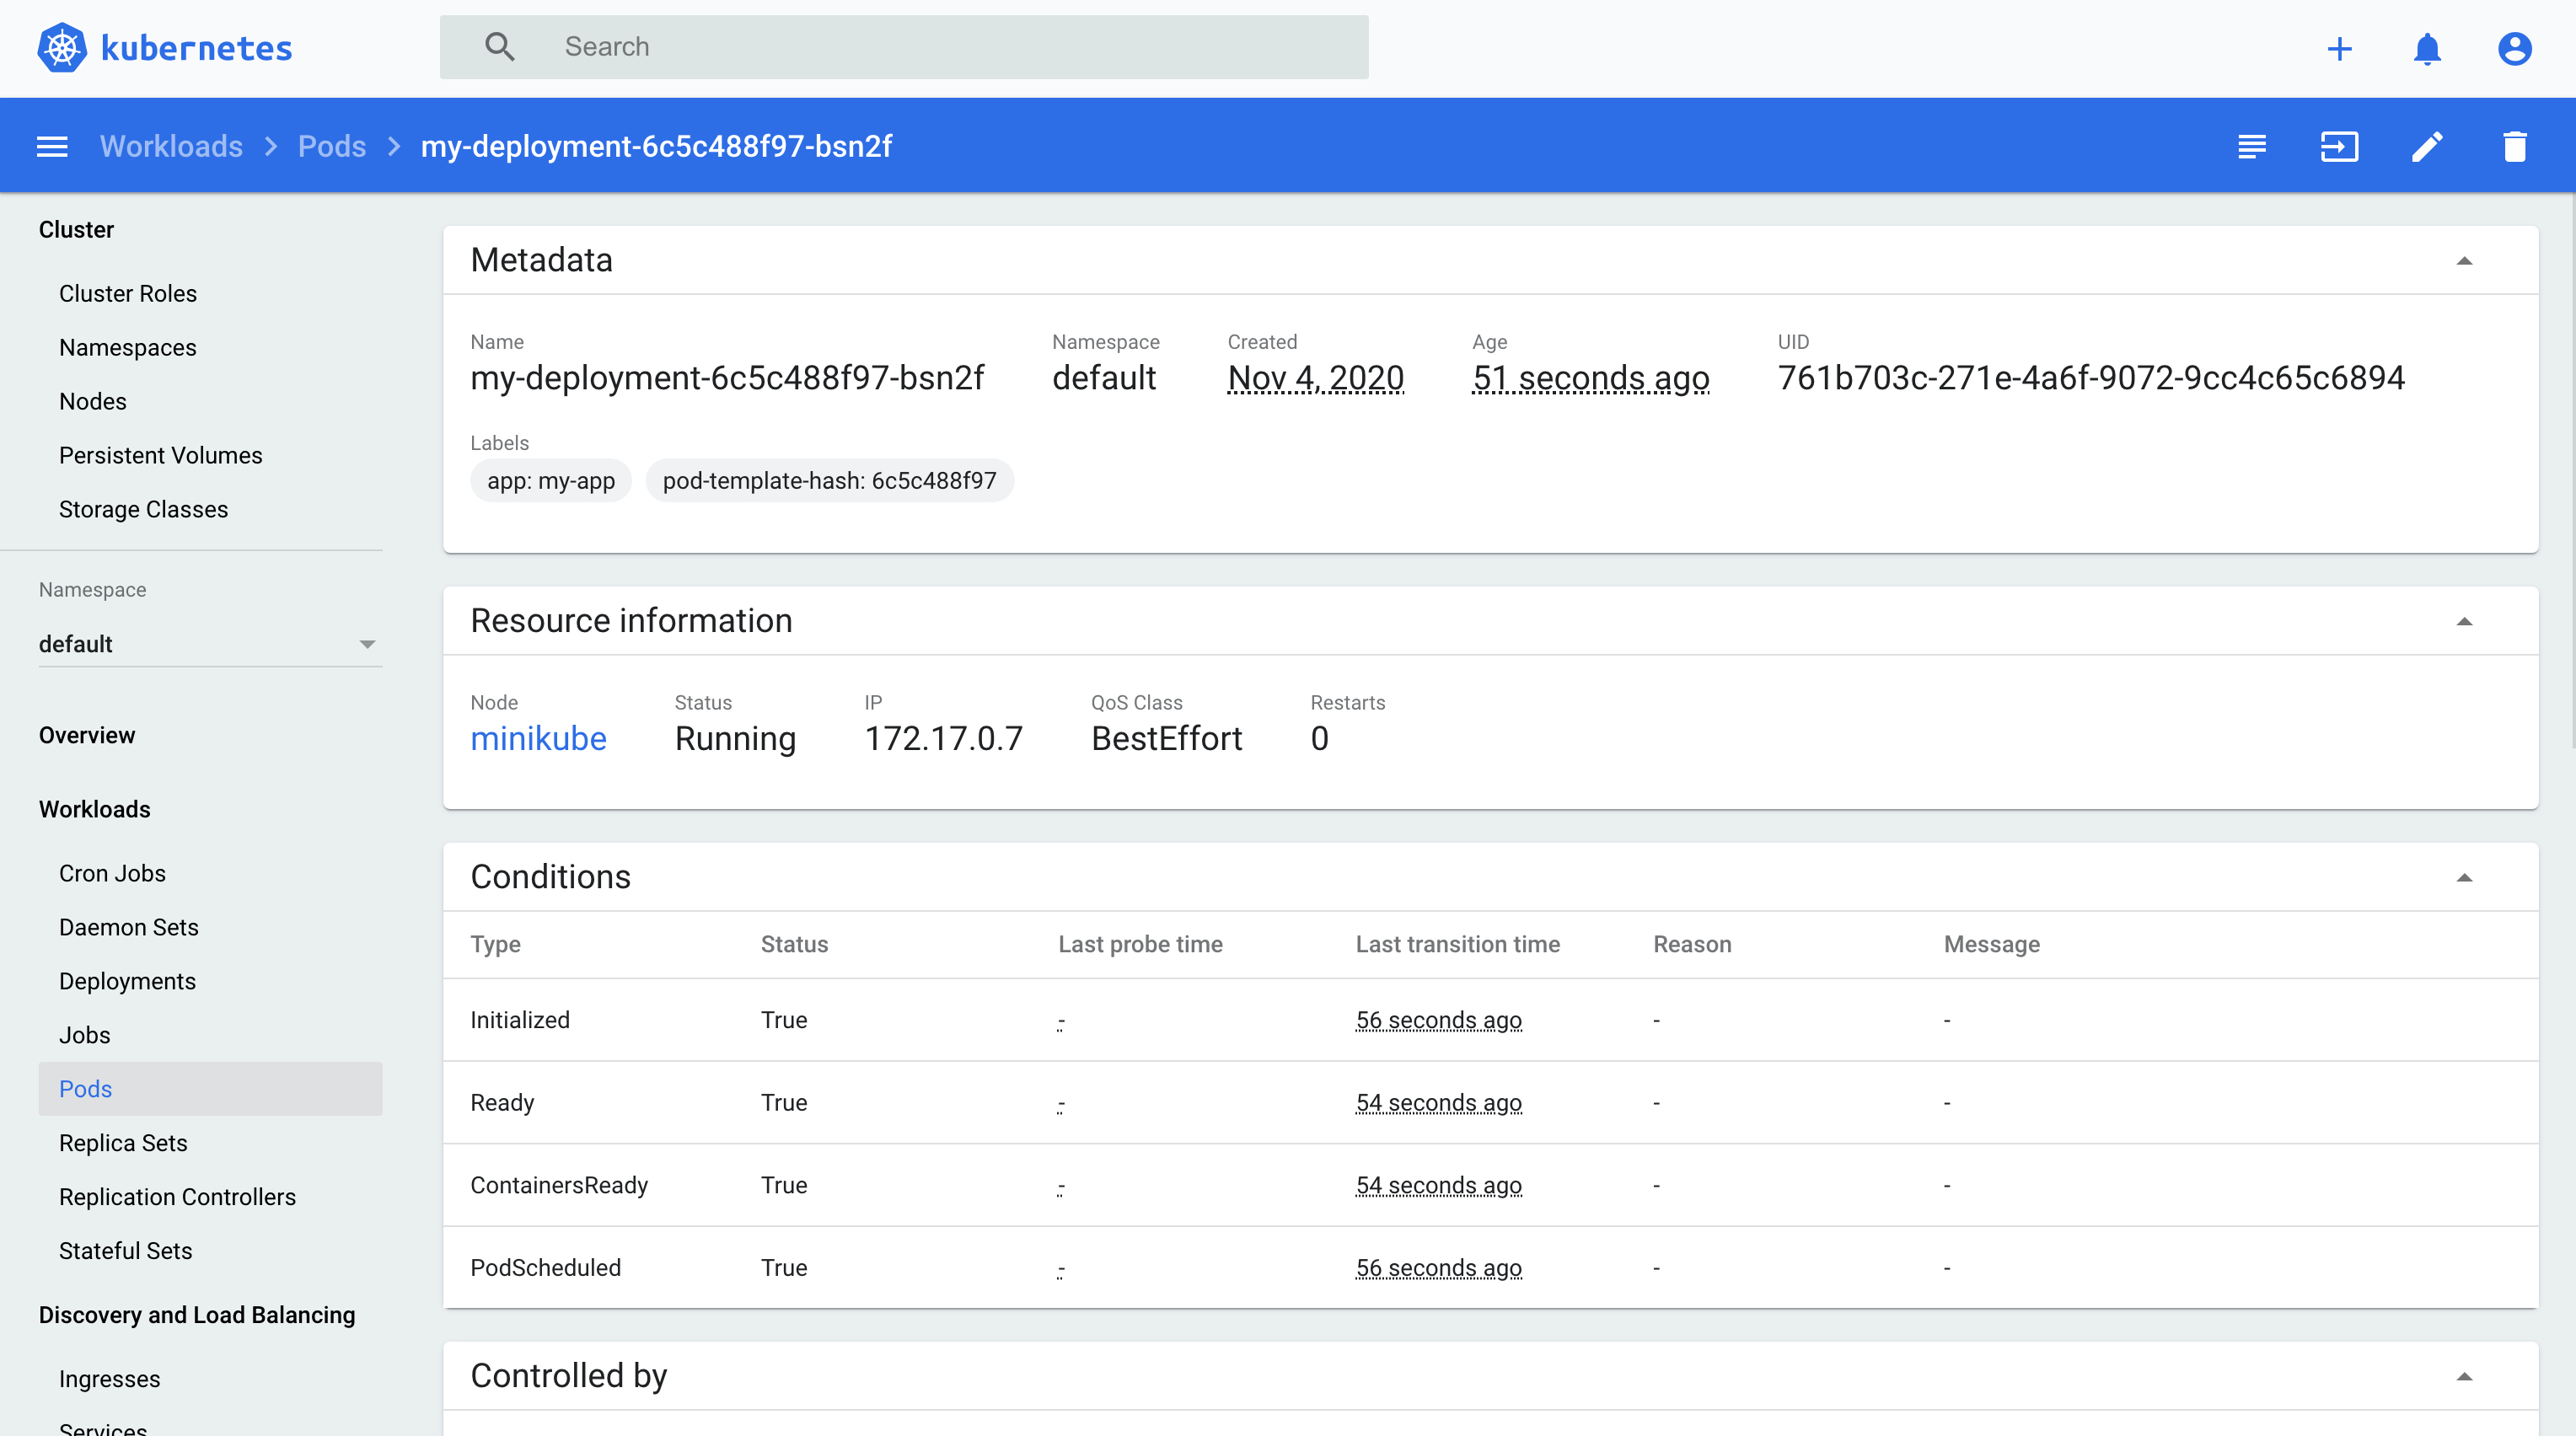 kubernetes
Search
Workloads > Pods > my-deployment-6c5c488f97-bsn2f
Cluster
Cluster Roles
Namespaces
Nodes
Persistent Volumes
Storage Classes
Namespace
default
Overview
Workloads
Cron Jobs
Daemon Sets
Deployments
Jobs
Pods
Replica Sets
Replication Controllers
Stateful Sets
Discovery and Load Balancing
Ingresses
Services
Metadata
Name Namespace Created Age UID
my-deployment-6c5c488f97-bsn2f default Nov 4, 2020 51 seconds ago 761b703c-271e-4a6f-9072-9cc4c65c6894
Labels
app: my-app pod-template-hash: 6c5c488f97
Resource information
Node Status IP QoS Class Restarts
minikube Running 172.17.0.7 BestEffort 0
Conditions
Type Status Last probe time Last transition time Reason Message
Initialized True - 56 seconds ago - -
Ready True - 54 seconds ago - -
ContainersReady True - 54 seconds ago - -
PodScheduled True - 56 seconds ago - -
Controlled by